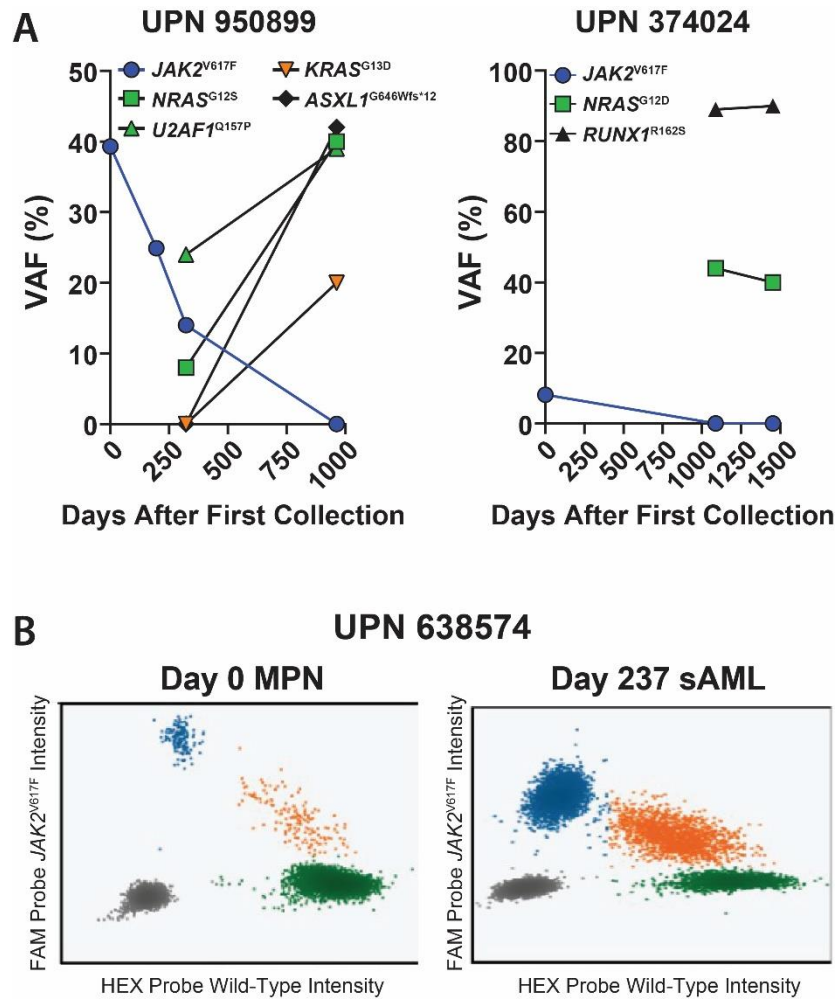 A
UPN 950899
UPN 374024
JAK2V617F
KRASG13D
NRASG12S
ASXL1G646Wfs*12
U2AF1Q157P
50
40
30
20
10
0
VAF (%)
0
250
500
750
1000
Days After First Collection
JAK2V617F
NRASG12D
RUNX1R162S
100
80
60
40
20
0
VAF (%)
0
250
500
750
1000
1250
1500
Days After First Collection
B
UPN 638574
Day 0 MPN
Day 237 sAML
FAM Probe JAK2V617F Intensity
HEX Probe Wild-Type Intensity
FAM Probe JAK2V617F Intensity
HEX Probe Wild-Type Intensity